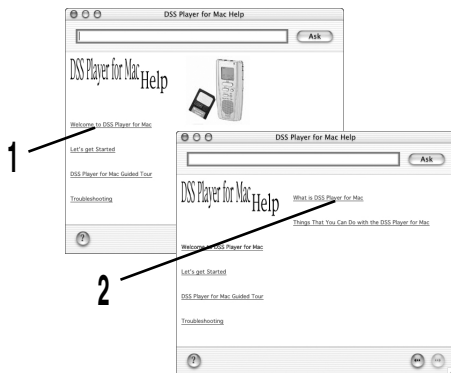 DSS Player for Mac Help
Ask
DSS Player for Mac Help
Welcome to DSS Player for Mac
Let's get Started
DSS Player for Mac Guided Tour
Troubleshooting
?
1
DSS Player for Mac Help
Ask
DSS Player for Mac Help
What is DSS Player for Mac
Things That You Can Do with the DSS Player for Mac
Welcome to DSS Player for Mac
Let's get Started
DSS Player for Mac Guided Tour
Troubleshooting
?
2